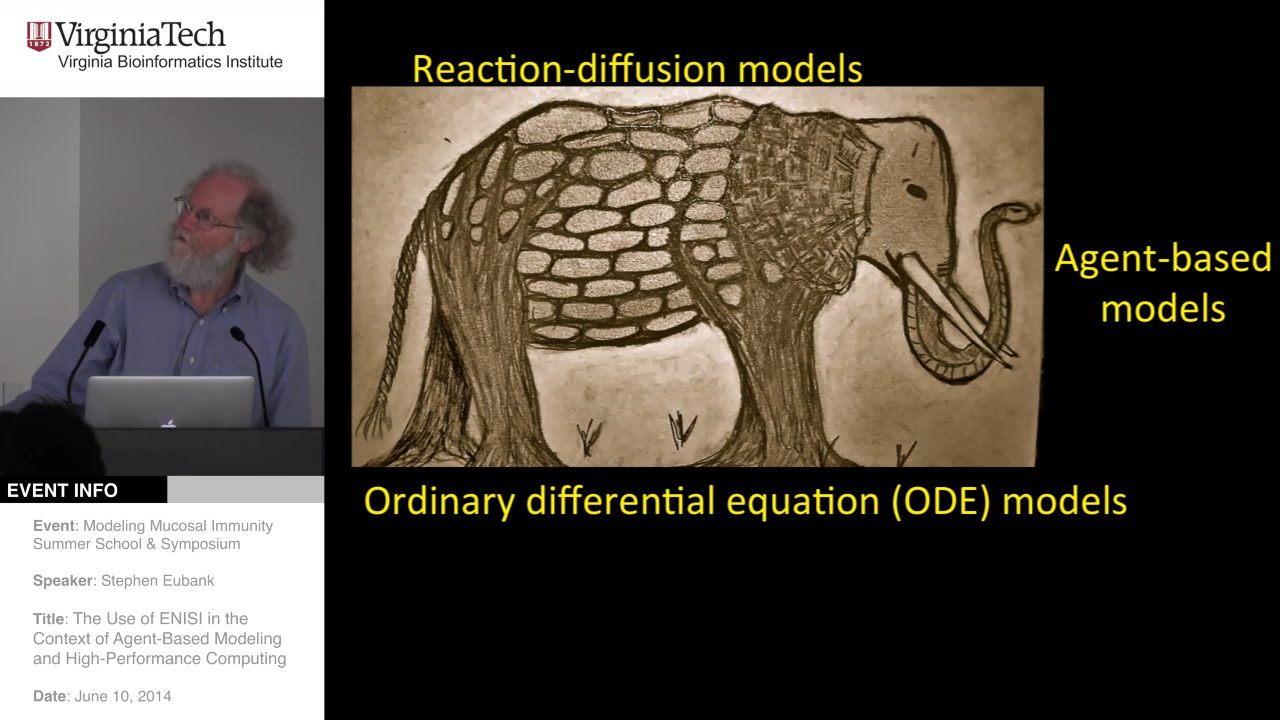 VirginiaTech
1872
Virginia Bioinformatics Institute
Reaction-diffusion models
Agent-based
models
Ordinary differential equation (ODE) models
EVENT INFO
Event: Modeling Mucosal Immunity
Summer School & Symposium
Speaker: Stephen Eubank
Title: The Use of ENISI in the
Context of Agent-Based Modeling
and High-Performance Computing
Date: June 10, 2014